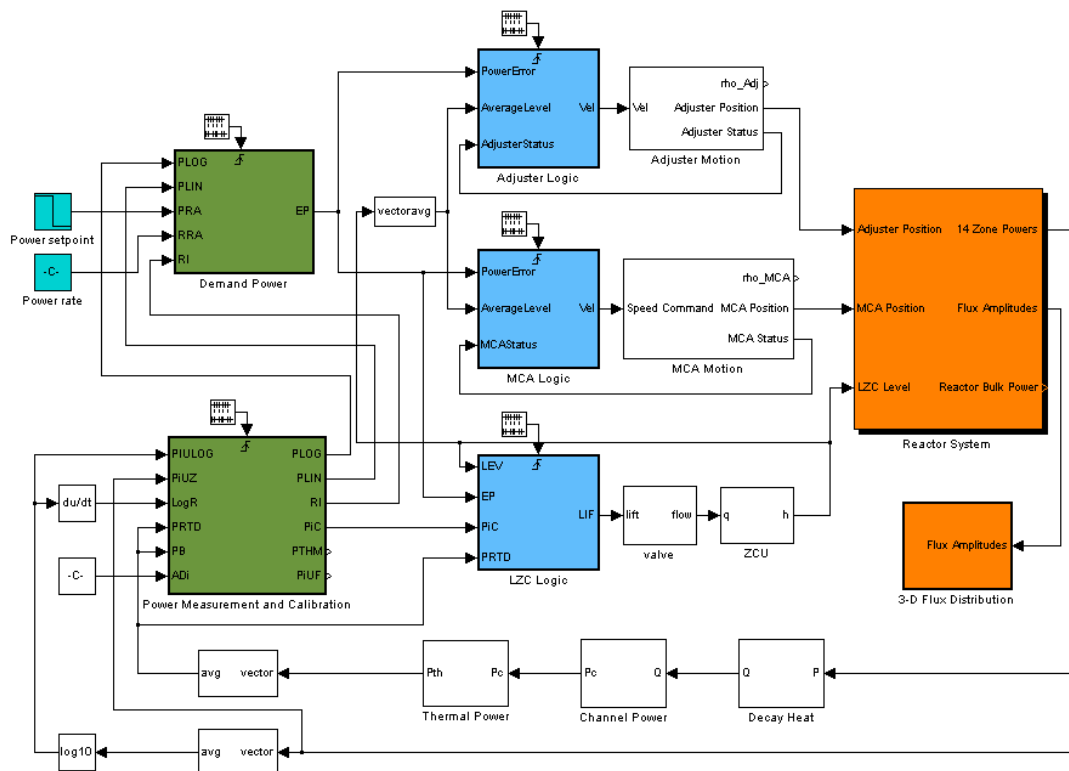 PowerError
AverageLevel
AdjusterStatus
Vel
Adjuster Logic
Vel
rho_Adj
Adjuster Position
Adjuster Status
Adjuster Motion
PLOG
PLIN
PRA
RRA
RI
EP
Demand Power
Power setpoint
-C-
Power rate
vectoravg
PowerError
AverageLevel
MCAStatus
Vel
MCA Logic
Speed Command
rho_MCA
MCA Position
MCA Status
MCA Motion
Adjuster Position
14 Zone Powers
MCA Position
Flux Amplitudes
LZC Level
Reactor Bulk Power
Reactor System
PIULOG
PiUZ
LogR
PRTD
PB
ADi
PLOG
PLIN
RI
PiC
PTHM
PiUF
Power Measurement and Calibration
du/dt
-C-
LEV
EP
PiC
PRTD
LIF
LZC Logic
lift
flow
valve
q
h
ZCU
Flux Amplitudes
3-D Flux Distribution
avg
vector
Pth
Pc
Thermal Power
Pc
Q
Channel Power
Q
P
Decay Heat
log10
avg
vector